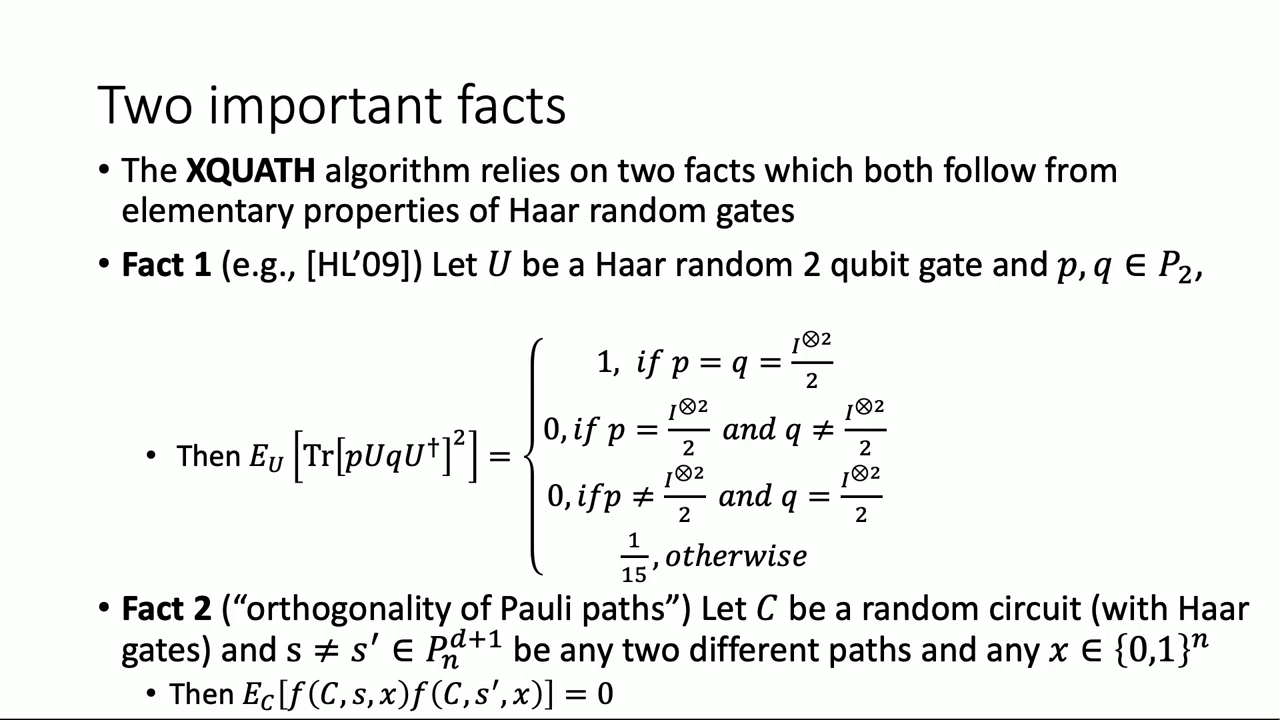 Two important facts
• The XQUATH algorithm relies on two facts which both follow from
elementary properties of Haar random gates
• Fact 1 (e.g., [HL’09]) Let 𝑈 be a Haar random 2 qubit gate and 𝑝, 𝑞 ∈ 𝑃₂,
• Then 𝐸_𝑈 [Tr[𝑝𝑈𝑞𝑈†]²] = {
1, if 𝑝 = 𝑞 = 𝐼^{⊗2}/2
0, if 𝑝 = 𝐼^{⊗2}/2 and 𝑞 ≠ 𝐼^{⊗2}/2
0, if𝑝 ≠ 𝐼^{⊗2}/2 and 𝑞 = 𝐼^{⊗2}/2
1/15, otherwise
• Fact 2 (“orthogonality of Pauli paths”) Let 𝐶 be a random circuit (with Haar
gates) and s ≠ 𝑠′ ∈ 𝑃_𝑛^{𝑑+1} be any two different paths and any 𝑥 ∈ {0,1}^𝑛
• Then 𝐸_𝐶[𝑓(𝐶, 𝑠, 𝑥)𝑓(𝐶, 𝑠′, 𝑥)] = 0